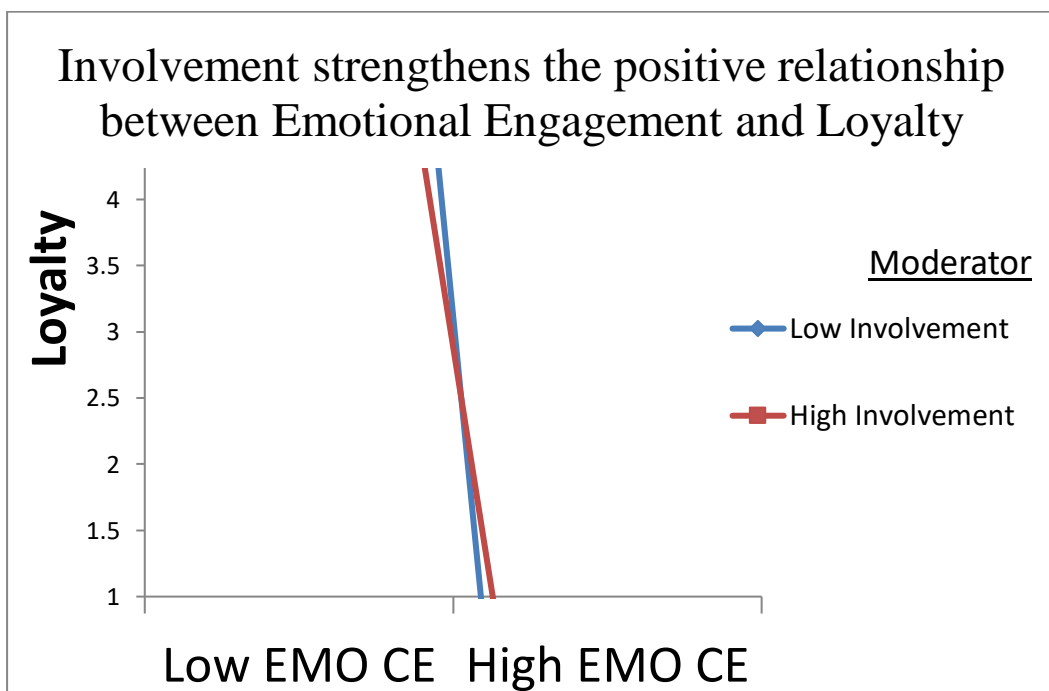 Involvement strengthens the positive relationship
between Emotional Engagement and Loyalty
Loyalty
4
3.5
3
2.5
2
1.5
1
Low EMO CE High EMO CE
Moderator
Low Involvement
High Involvement